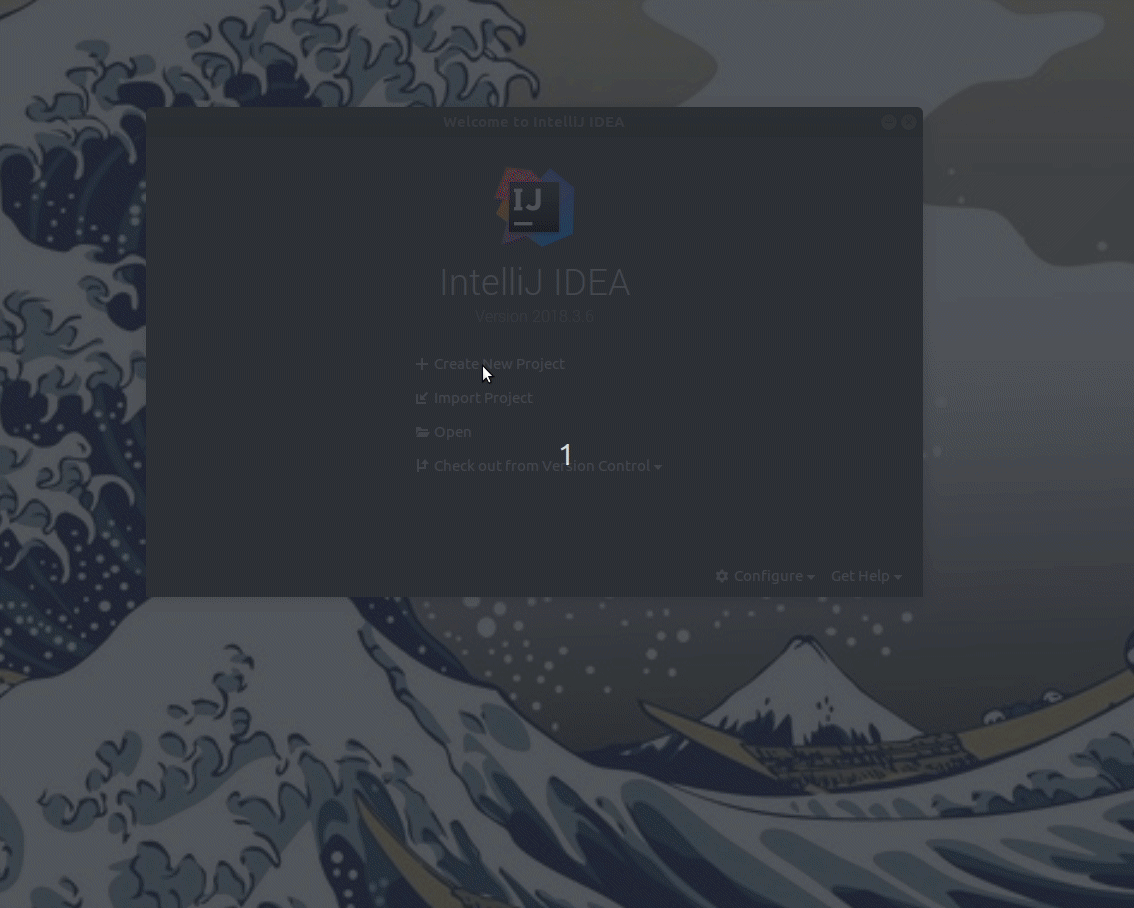 Welcome to IntelliJ IDEA
IJ
IntelliJ IDEA
Version 2018.3.6
Create New Project
Import Project
Open
1
Check out from Version Control
Configure Get Help